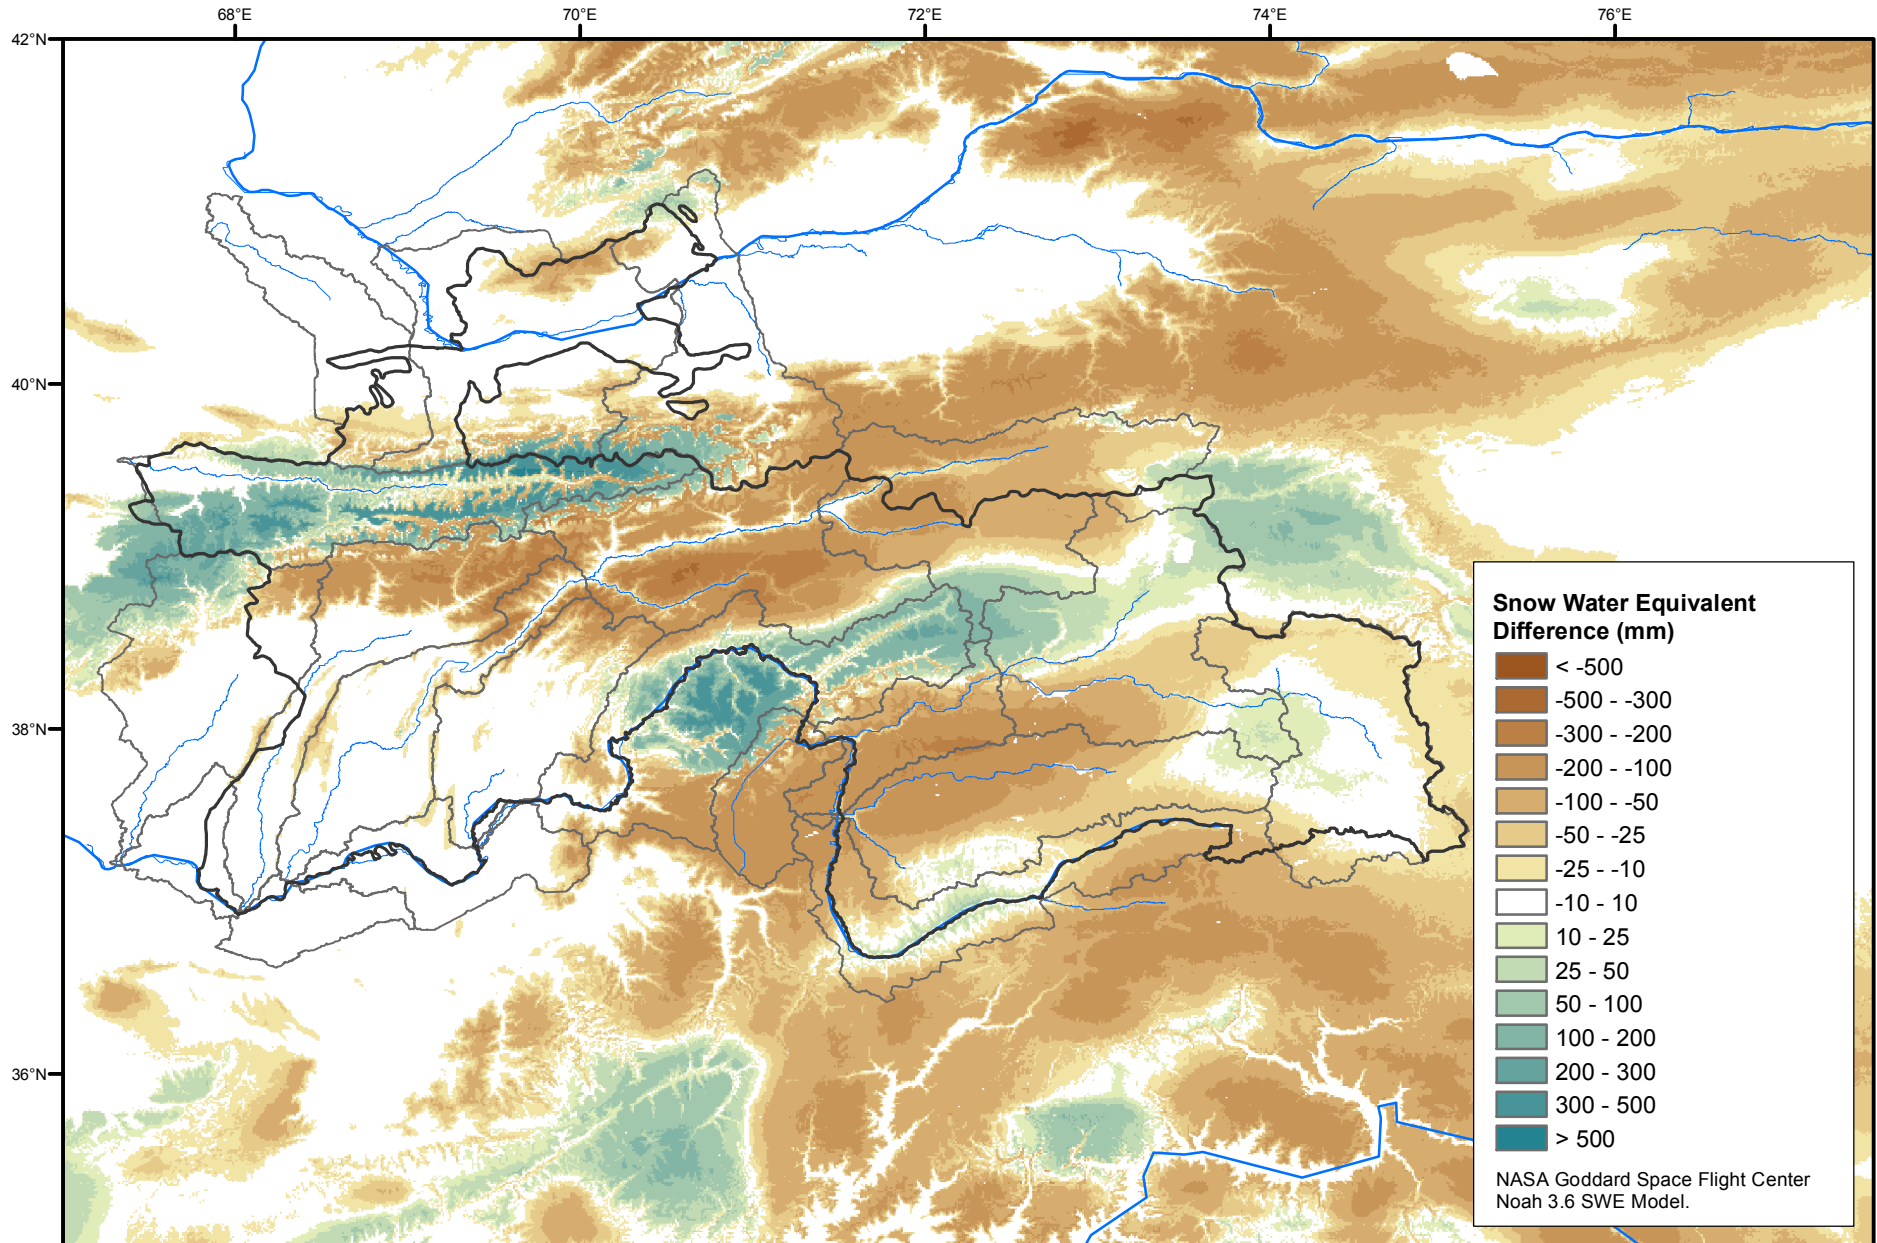 68°E
70°E
72°E
74°E
76°E
42°N
40°N
38°N
36°N
Snow Water Equivalent
Difference (mm)
< -500
-500 - -300
-300 - -200
-200 - -100
-100 - -50
-50 - -25
-25 - -10
-10 - 10
10 - 25
25 - 50
50 - 100
100 - 200
200 - 300
300 - 500
> 500
NASA Goddard Space Flight Center
Noah 3.6 SWE Model.